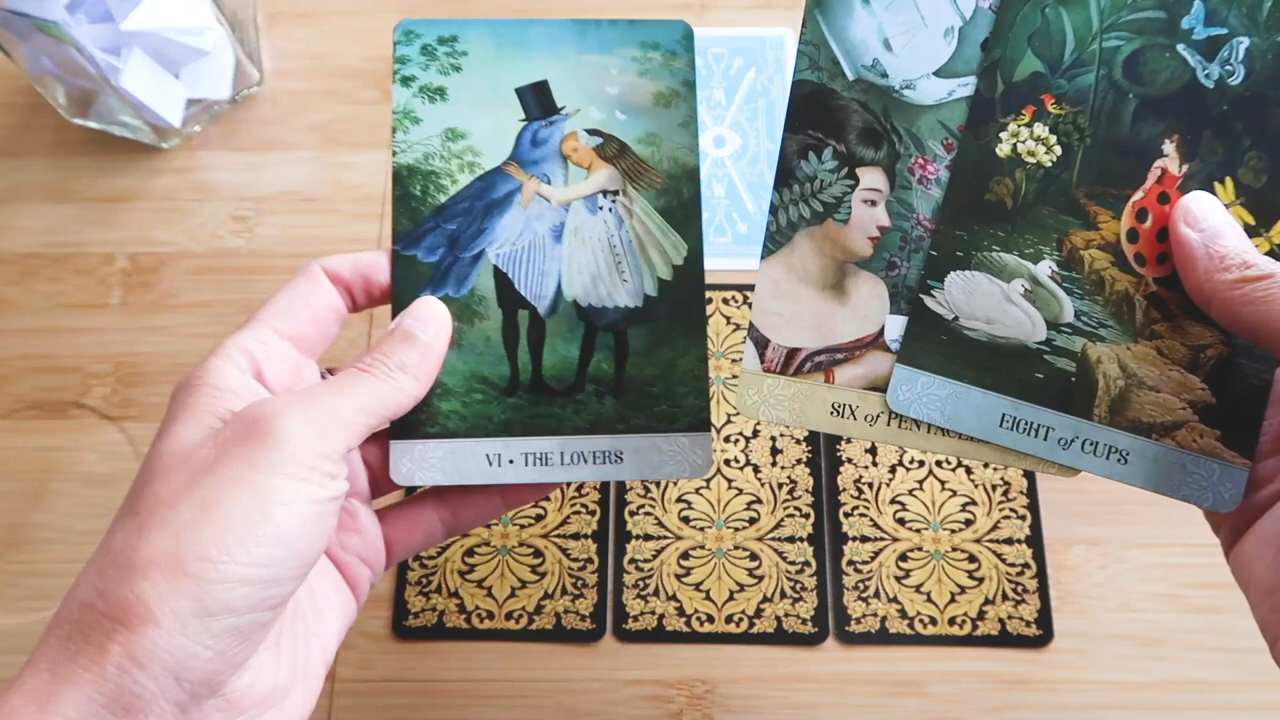 VI • THE LOVERS
SIX of PENTACLES
EIGHT of CUPS